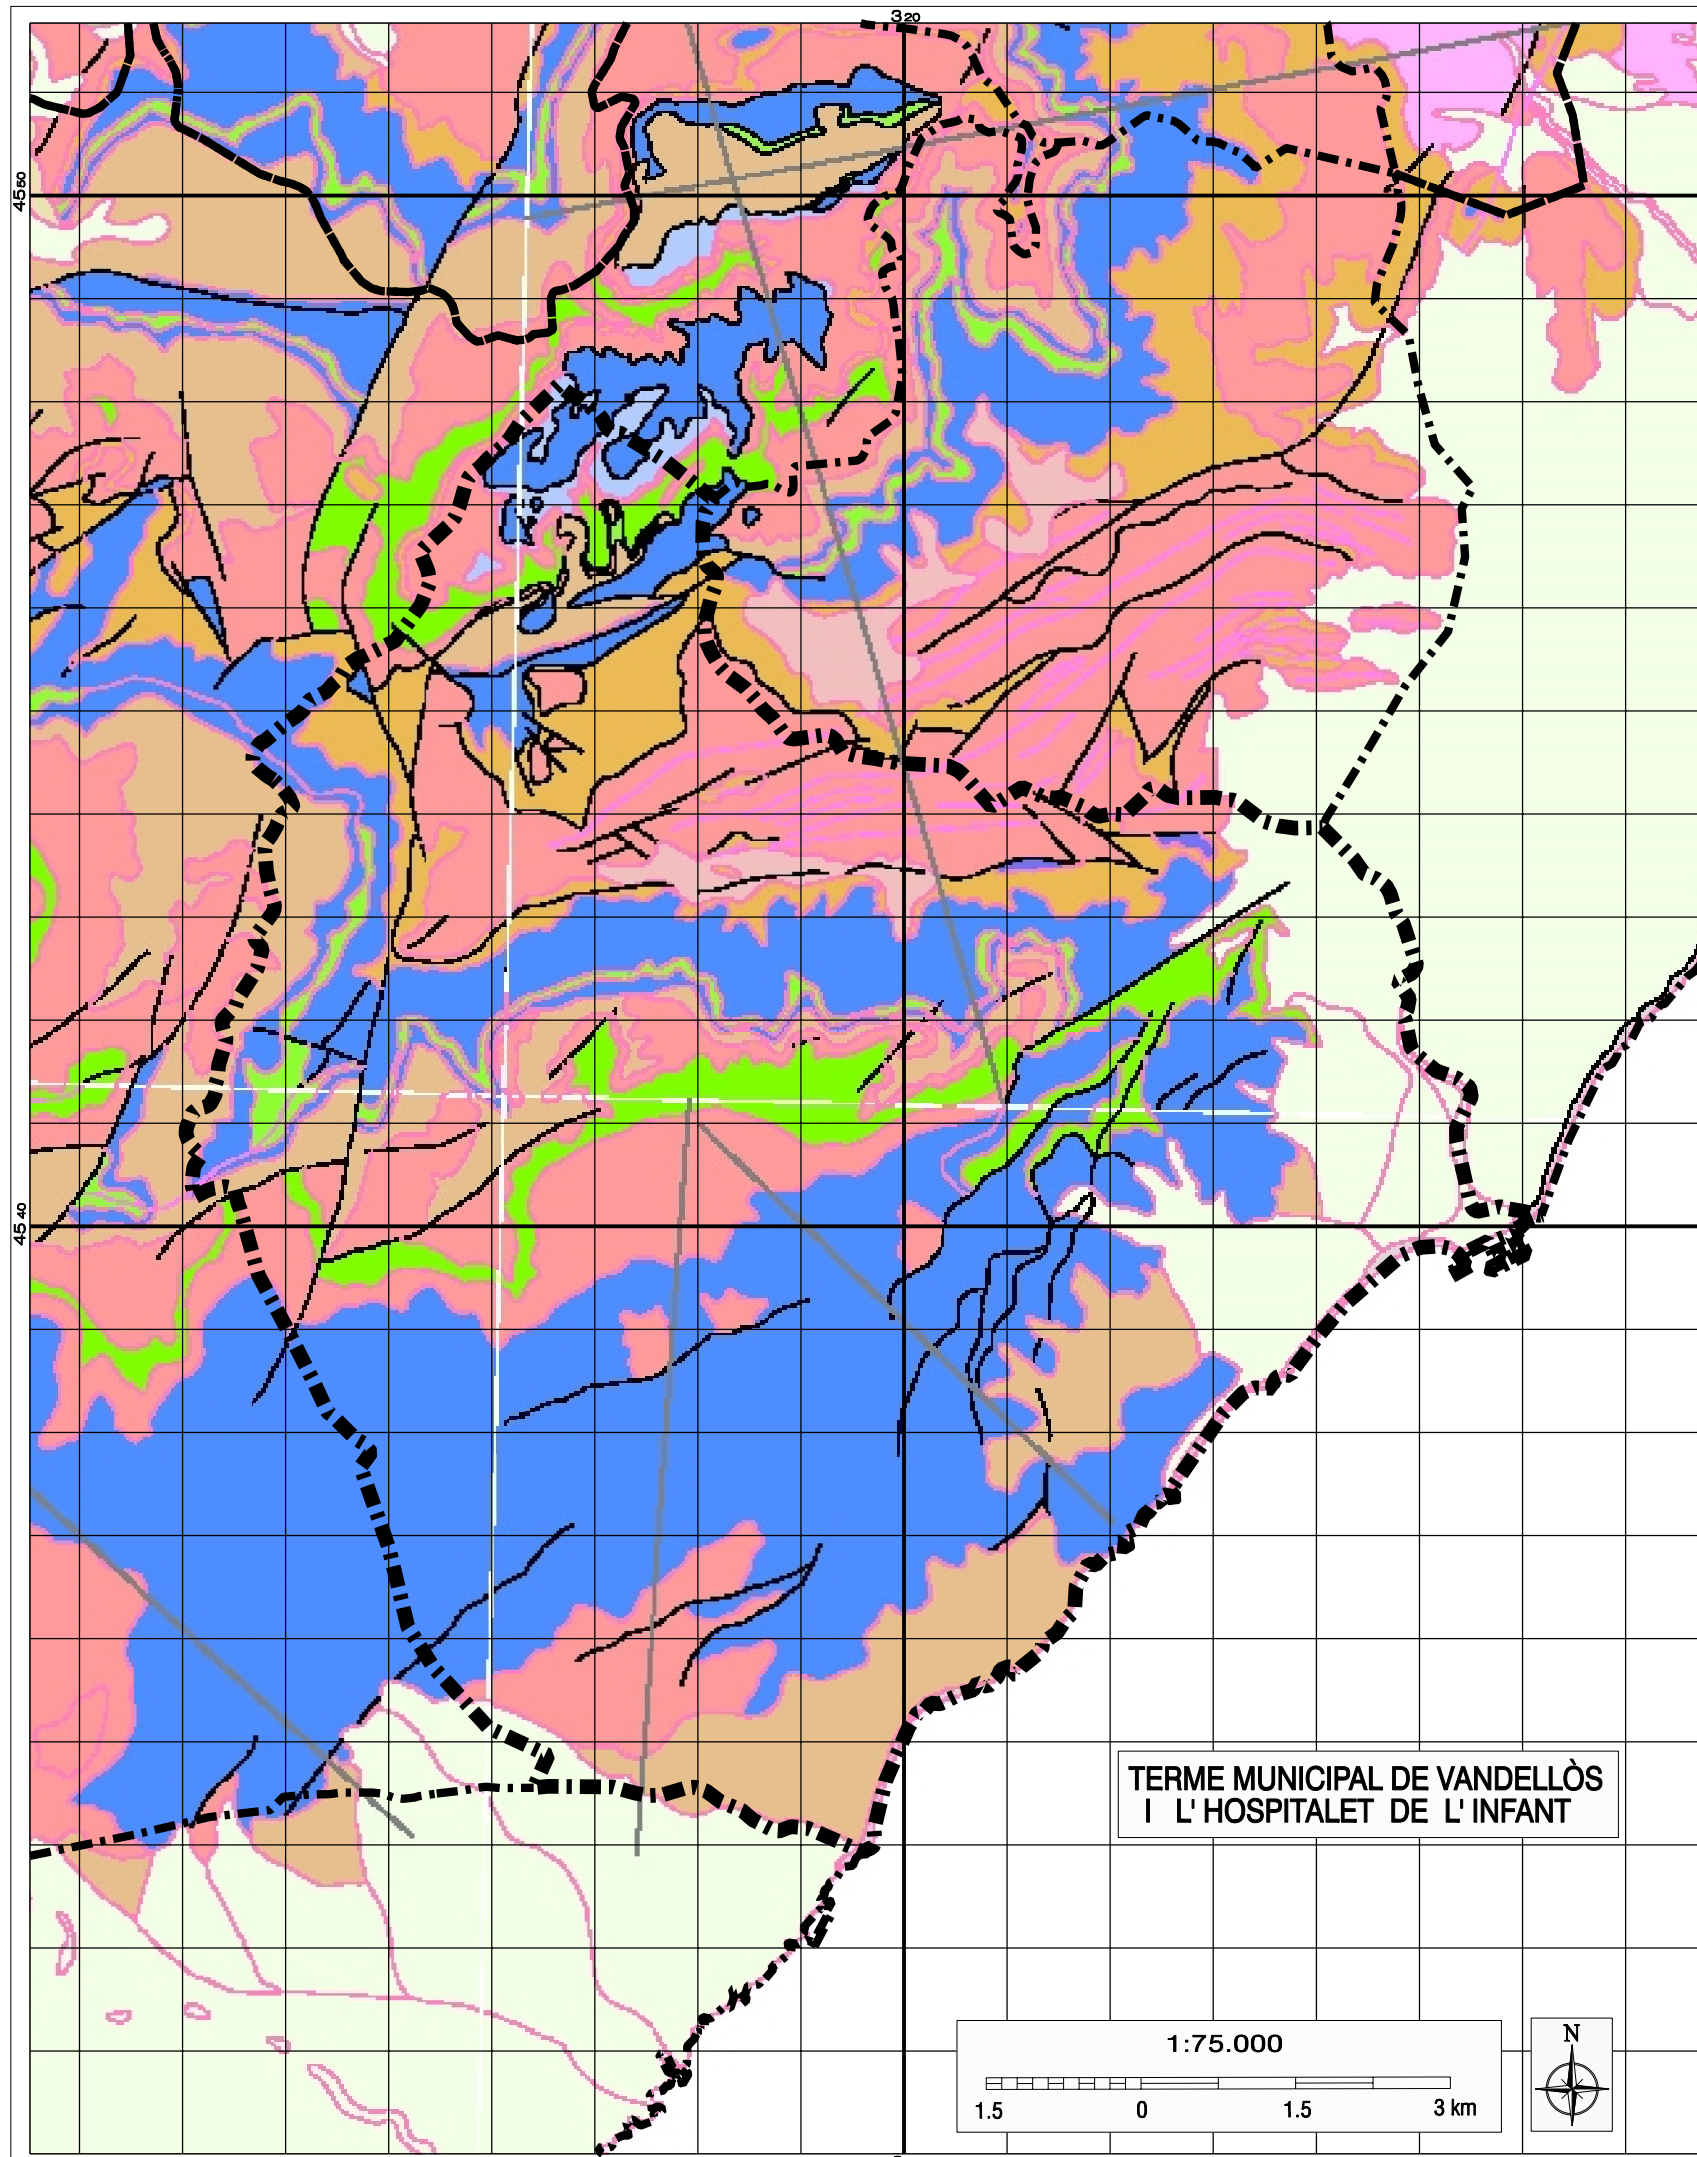 320
4550
4540
TERME MUNICIPAL DE VANDELLÒS
I L'HOSPITALET DE L'INFANT
1:75.000
1.5 0 1.5 3 km
N